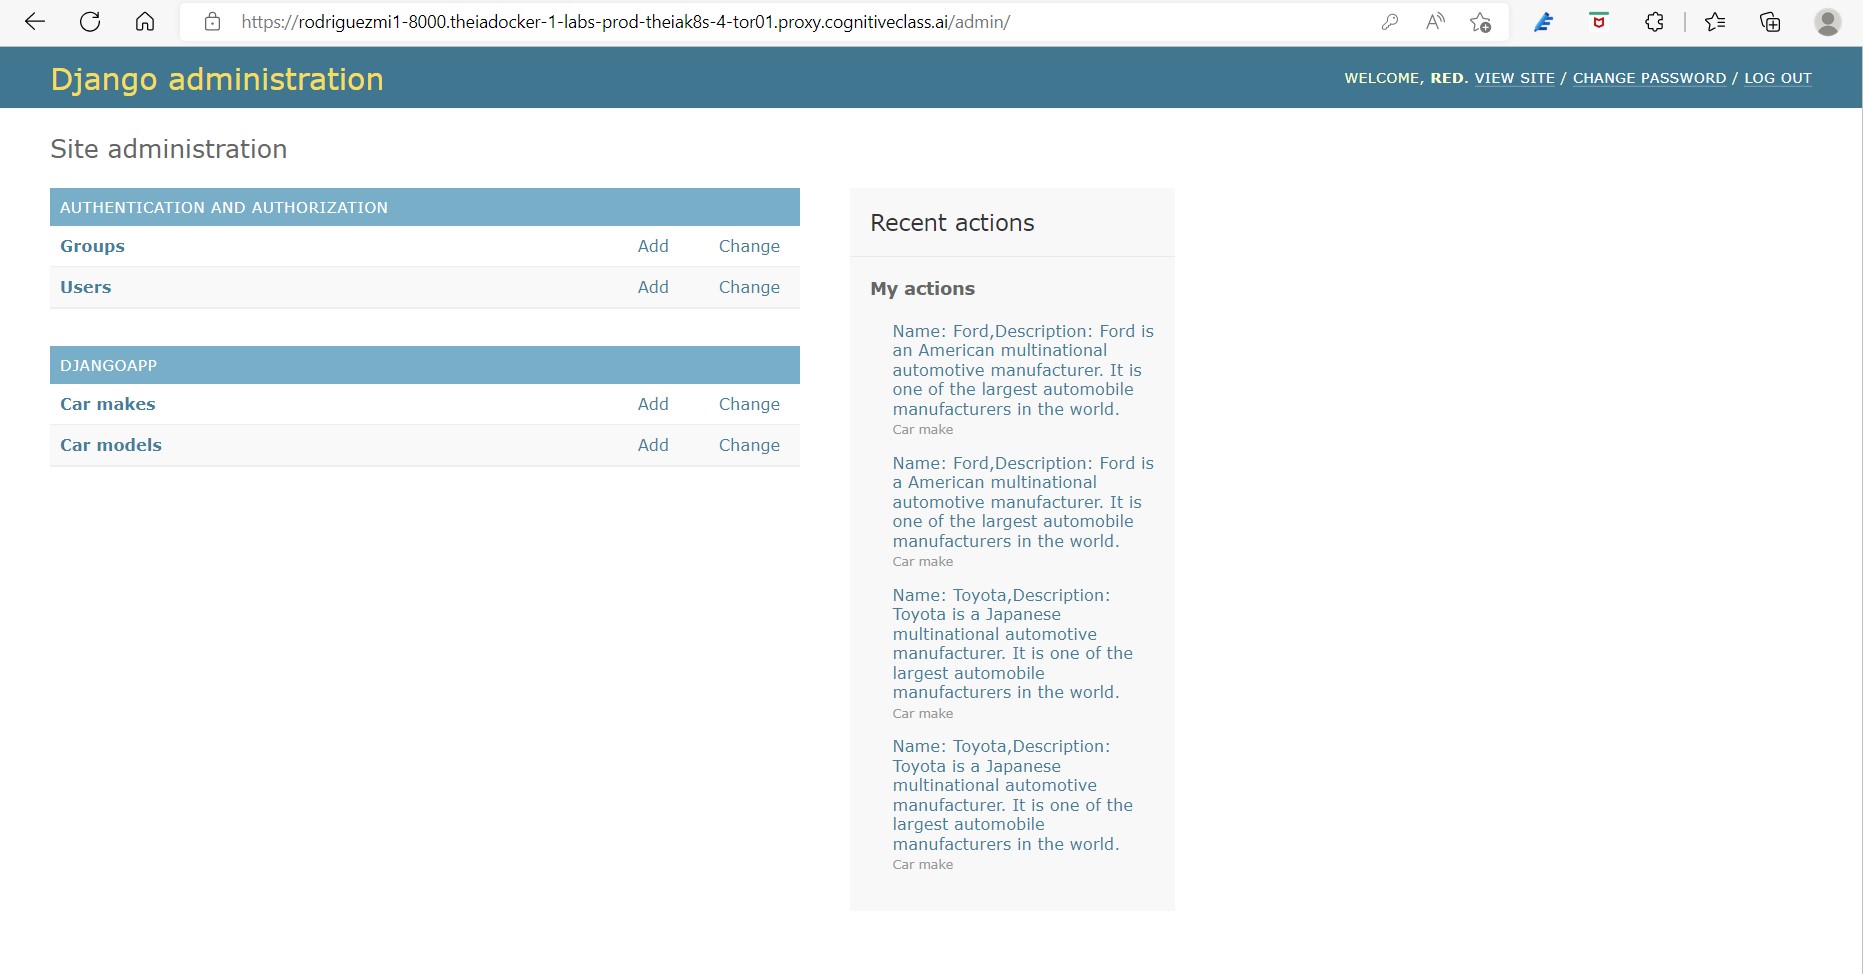 https://rodriguezmi1-8000.theiadocker-1-labs-prod-theiak8s-4-tor01.proxy.cognitiveclass.ai/admin/
Django administration
WELCOME, RED. VIEW SITE / CHANGE PASSWORD / LOG OUT
Site administration
AUTHENTICATION AND AUTHORIZATION
Groups Add Change
Users Add Change
DJANGOAPP
Car makes Add Change
Car models Add Change
Recent actions
My actions
Name: Ford,Description: Ford is
an American multinational
automotive manufacturer. It is
one of the largest automobile
manufacturers in the world.
Car make
Name: Ford,Description: Ford is
a American multinational
automotive manufacturer. It is
one of the largest automobile
manufacturers in the world.
Car make
Name: Toyota,Description:
Toyota is a Japanese
multinational automotive
manufacturer. It is one of the
largest automobile
manufacturers in the world.
Car make
Name: Toyota,Description:
Toyota is a Japanese
multinational automotive
manufacturer. It is one of the
largest automobile
manufacturers in the world.
Car make